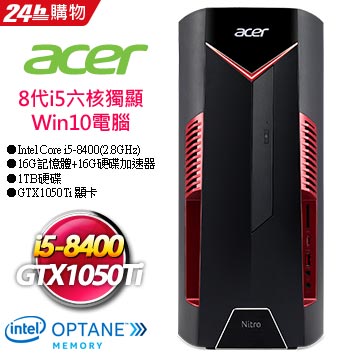 24h購物
acer
8代i5六核獨顯
Win10電腦
●Intel Core i5-8400(2.8GHz)
●16G記憶體+16G硬碟加速器
●1TB硬碟
●GTX1050Ti 顯卡
i5-8400
GTX1050Ti
intel OPTANE
MEMORY
acer
Nitro